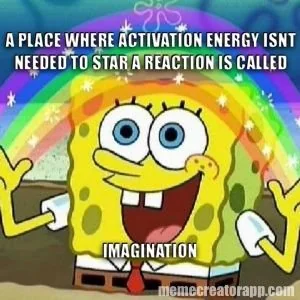 A PLACE WHERE ACTIVATION ENERGY ISNT
NEEDED TO STAR A REACTION IS CALLED
IMAGINATION
memecreatorapp.com